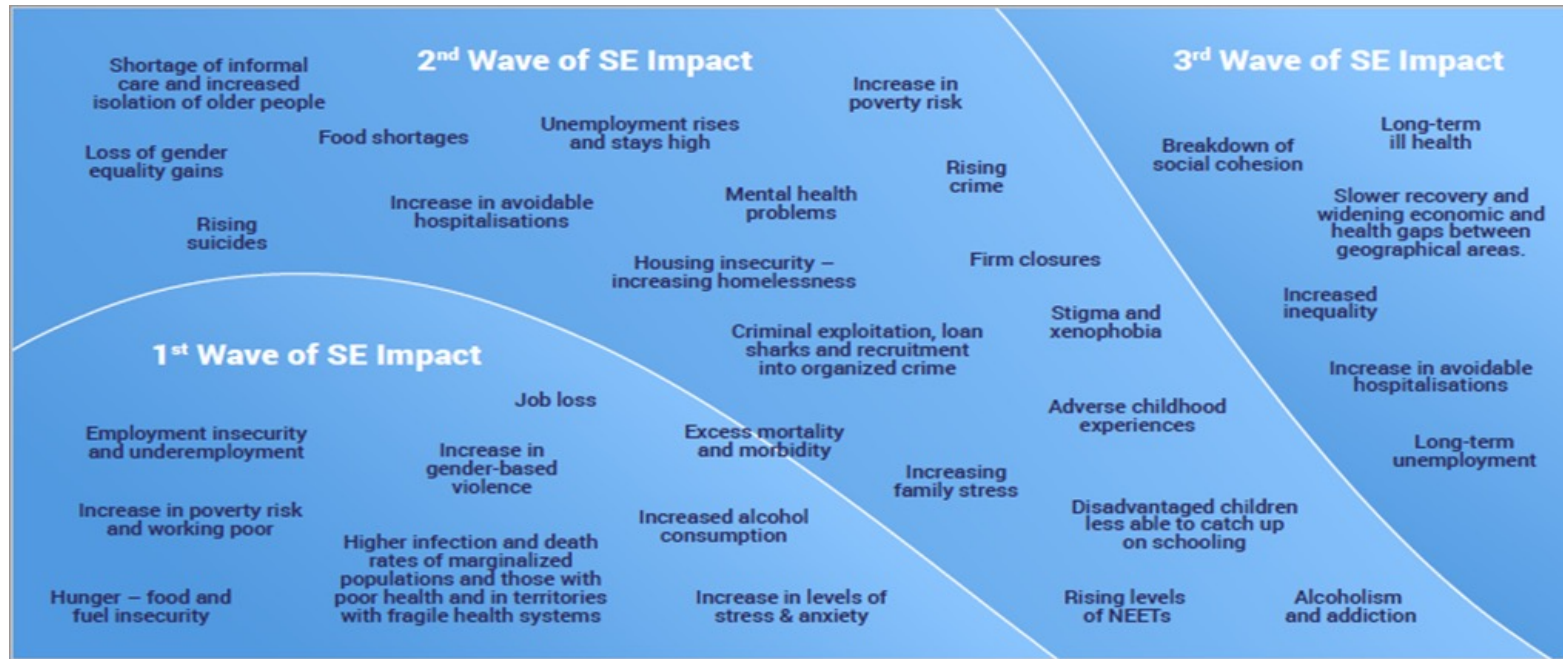 2nd Wave of SE Impact
Shortage of informal
care and increased
isolation of older people
Loss of gender
equality gains
Food shortages
Unemployment rises
and stays high
Increase in
poverty risk
Rising
suicides
Increase in avoidable
hospitalisations
Mental health
problems
Rising
crime
Housing insecurity –
increasing homelessness
Firm closures
Criminal exploitation, loan
sharks and recruitment
into organized crime
Stigma and
xenophobia
Adverse childhood
experiences
Increasing
family stress
Disadvantaged children
less able to catch up
on schooling
Rising levels
of NEETs
Alcoholism
and addiction
1st Wave of SE Impact
Job loss
Employment insecurity
and underemployment
Increase in
gender-based
violence
Excess mortality
and morbidity
Increase in poverty risk
and working poor
Higher infection and death
rates of marginalized
populations and those with
poor health and in territories
with fragile health systems
Increased alcohol
consumption
Hunger – food and
fuel insecurity
Increase in levels of
stress & anxiety
3rd Wave of SE Impact
Breakdown of
social cohesion
Long-term
ill health
Slower recovery and
widening economic and
health gaps between
geographical areas.
Increased
inequality
Increase in avoidable
hospitalisations
Long-term
unemployment